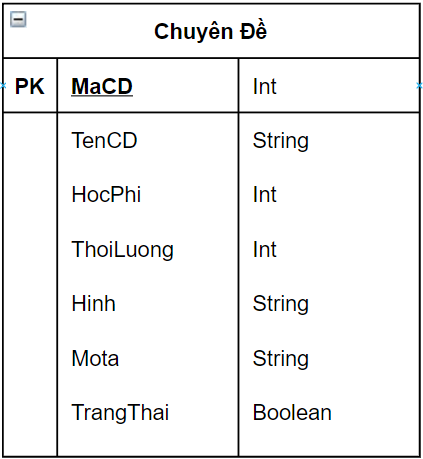 Chuyên Đề
PK MaCD Int
TenCD String
HocPhi Int
ThoiLuong Int
Hinh String
Mota String
TrangThai Boolean